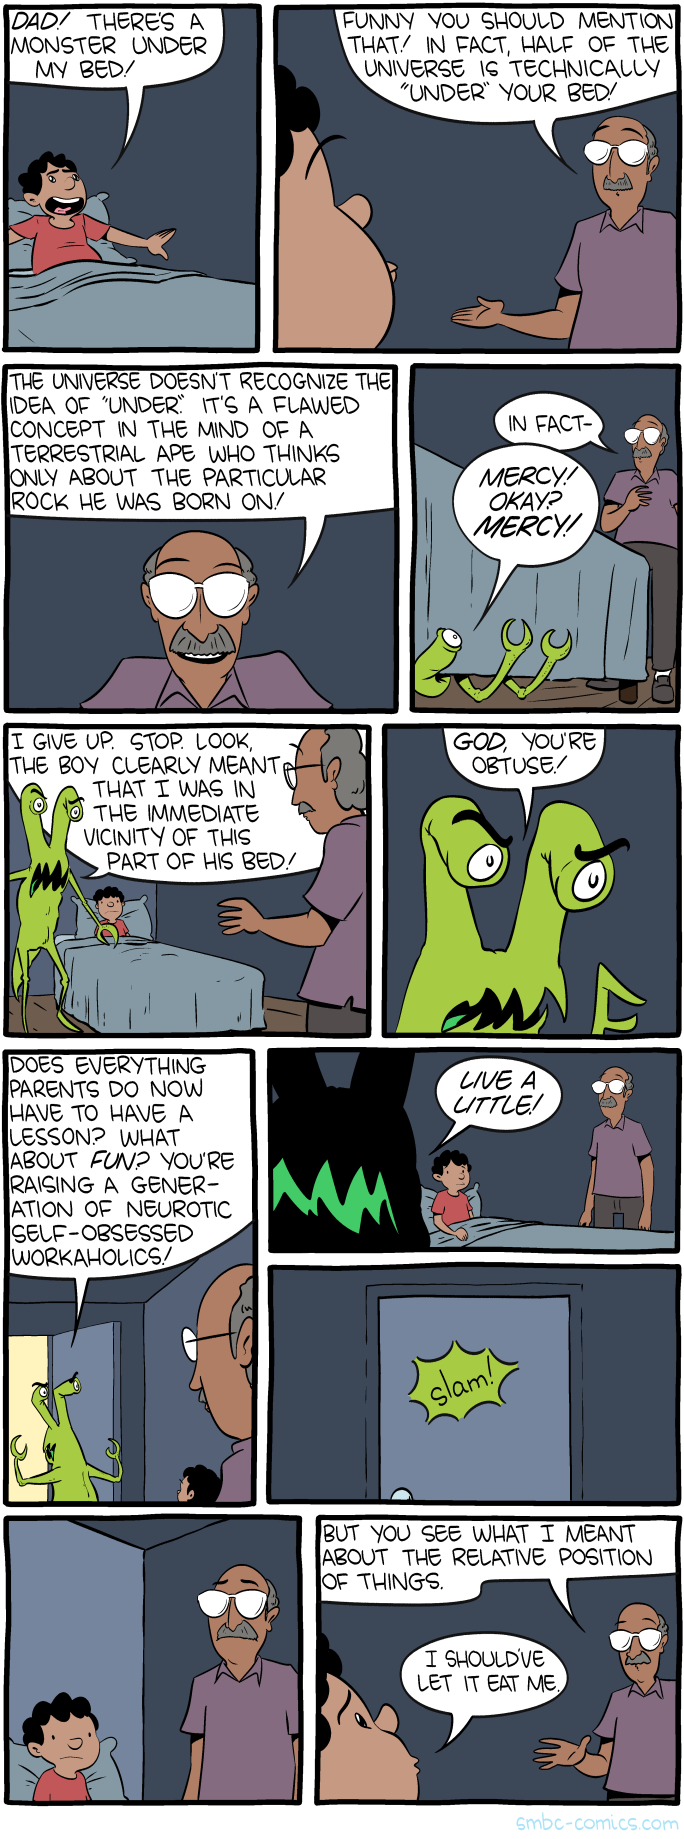 DAD! THERE'S A
MONSTER UNDER
MY BED!
FUNNY YOU SHOULD MENTION
THAT! IN FACT, HALF OF THE
UNIVERSE IS TECHNICALLY
"UNDER" YOUR BED!
THE UNIVERSE DOESN'T RECOGNIZE THE
IDEA OF "UNDER." IT'S A FLAWED
CONCEPT IN THE MIND OF A
TERRESTRIAL APE WHO THINKS
ONLY ABOUT THE PARTICULAR
ROCK HE WAS BORN ON!
IN FACT-
MERCY!
OKAY?
MERCY!
I GIVE UP. STOP. LOOK,
THE BOY CLEARLY MEANT
THAT I WAS IN
THE IMMEDIATE
VICINITY OF THIS
PART OF HIS BED!
GOD, YOU'RE
OBTUSE!
DOES EVERYTHING
PARENTS DO NOW
HAVE TO HAVE A
LESSON? WHAT
ABOUT FUN? YOU'RE
RAISING A GENER-
ATION OF NEUROTIC
SELF-OBSESSED
WORKAHOLICS!
LIVE A
LITTLE!
slam!
BUT YOU SEE WHAT I MEANT
ABOUT THE RELATIVE POSITION
OF THINGS.
I SHOULD'VE
LET IT EAT ME.
smbc-comics.com